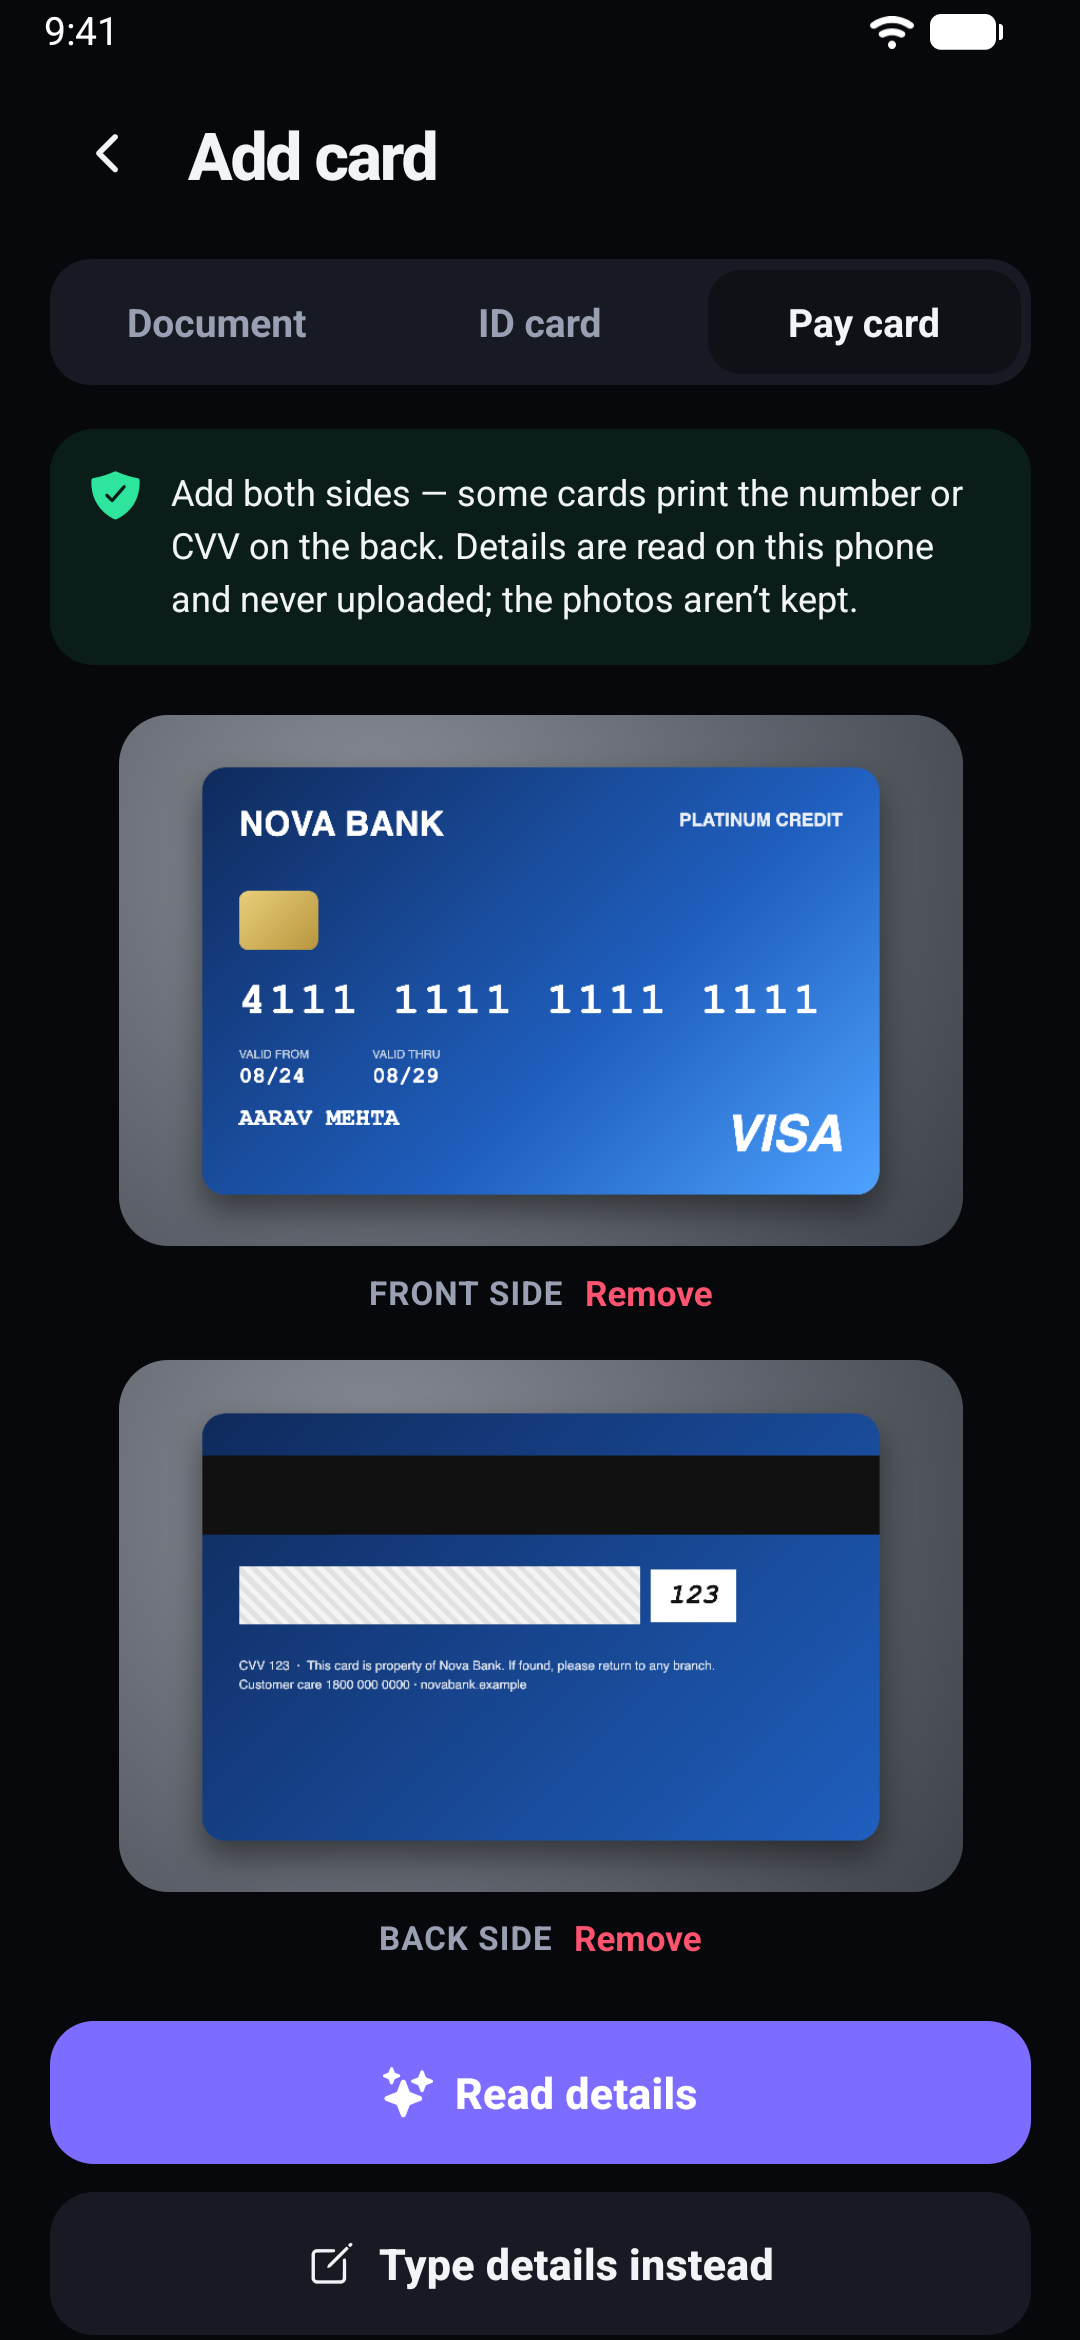 9:41
Add card
Document
ID card
Pay card
Add both sides — some cards print the number or
CVV on the back. Details are read on this phone
and never uploaded; the photos aren’t kept.
NOVA BANK
PLATINUM CREDIT
4111 1111 1111 1111
VALID FROM
VALID THRU
08/24
08/29
AARAV MEHTA
VISA
FRONT SIDE Remove
123
CVV 123 · This card is property of Nova Bank. If found, please return to any branch.
Customer care 1800 000 0000 · novabank.example
BACK SIDE Remove
Read details
Type details instead